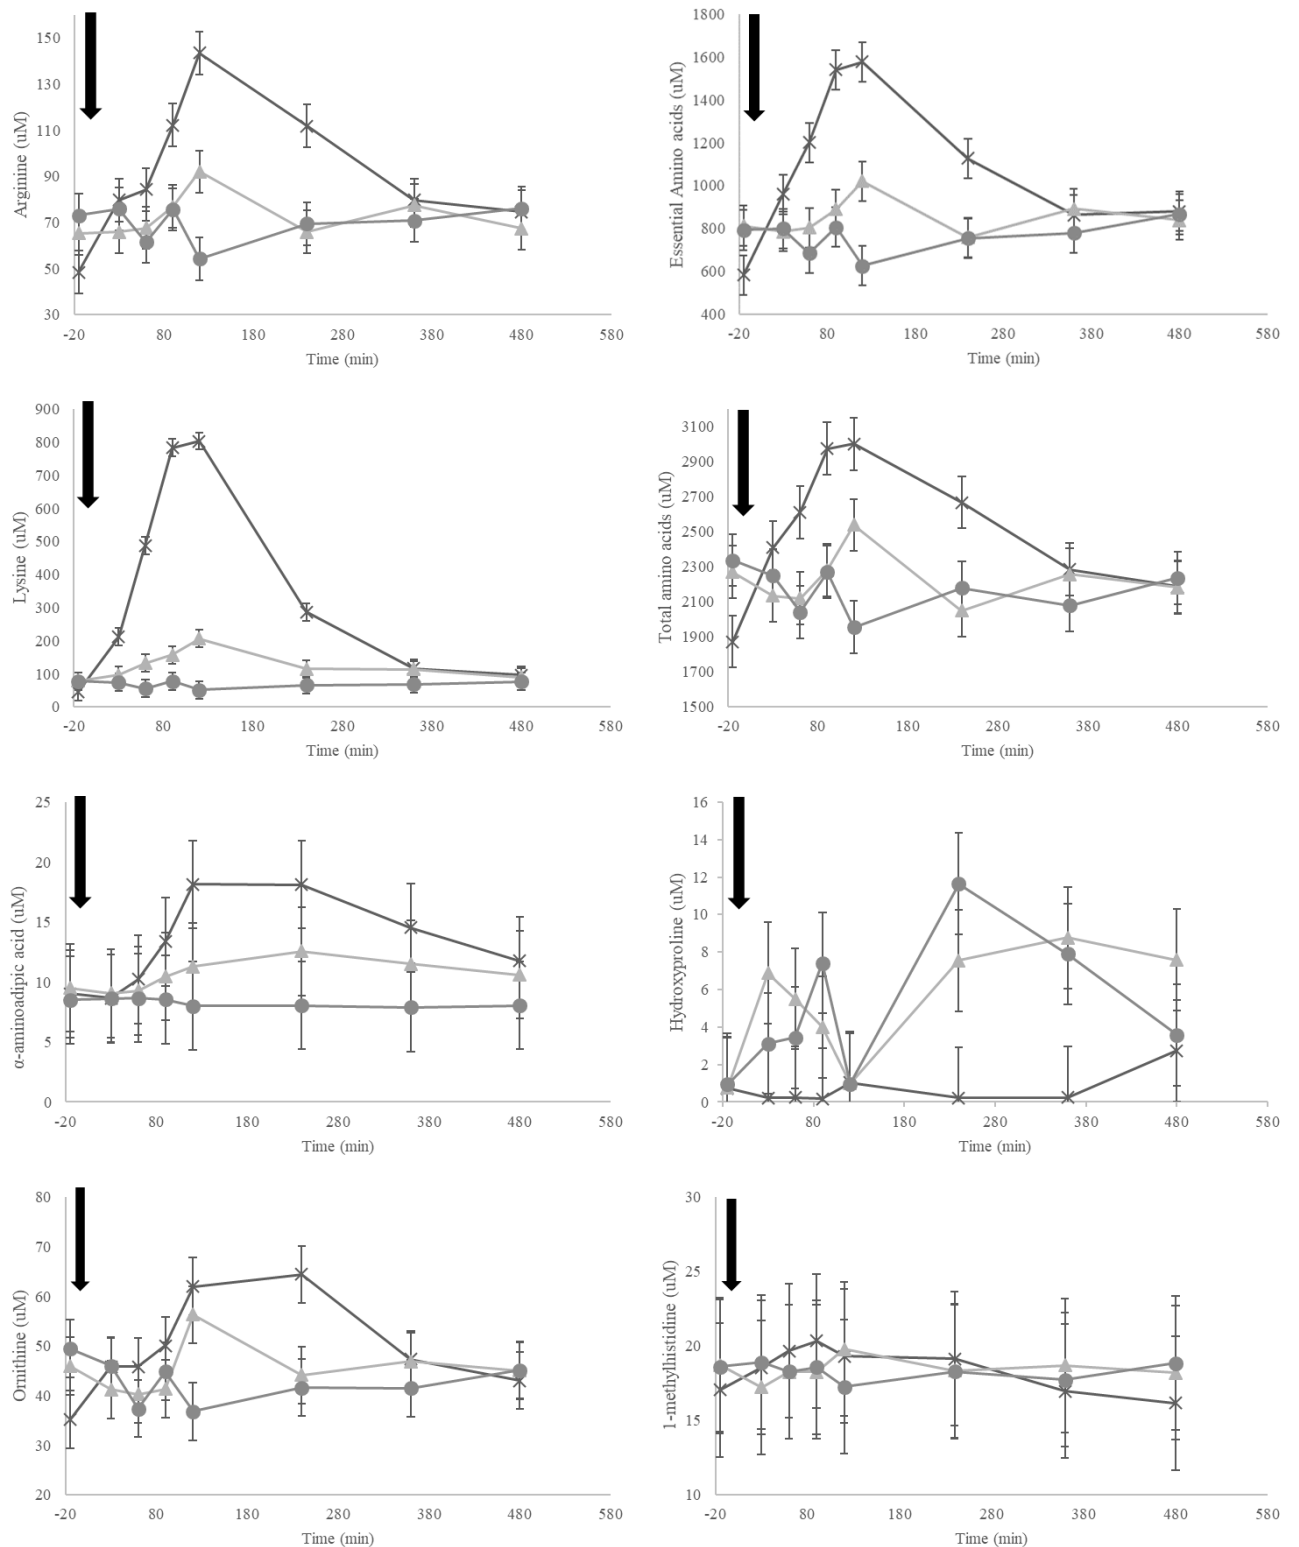 Arginine (uM)
150
130
110
90
70
50
30
-20 80 180 280 380 480 580
Time (min)
Essential Amino acids (uM)
1800
1600
1400
1200
1000
800
600
400
-20 80 180 280 380 480 580
Time (min)
Lysine (uM)
900
800
700
600
500
400
300
200
100
0
-20 80 180 280 380 480 580
Time (min)
Total amino acids (uM)
3100
2900
2700
2500
2300
2100
1900
1700
1500
-20 80 180 280 380 480 580
Time (min)
α-aminoadipic acid (uM)
25
20
15
10
5
0
-20 80 180 280 380 480 580
Time (min)
Hydroxyproline (uM)
16
14
12
10
8
6
4
2
0
-20 80 180 280 380 480 580
Time (min)
Ornithine (uM)
80
70
60
50
40
30
20
-20 80 180 280 380 480 580
Time (min)
1-methylhistidine (uM)
30
25
20
15
10
-20 80 180 280 380 480 580
Time (min)